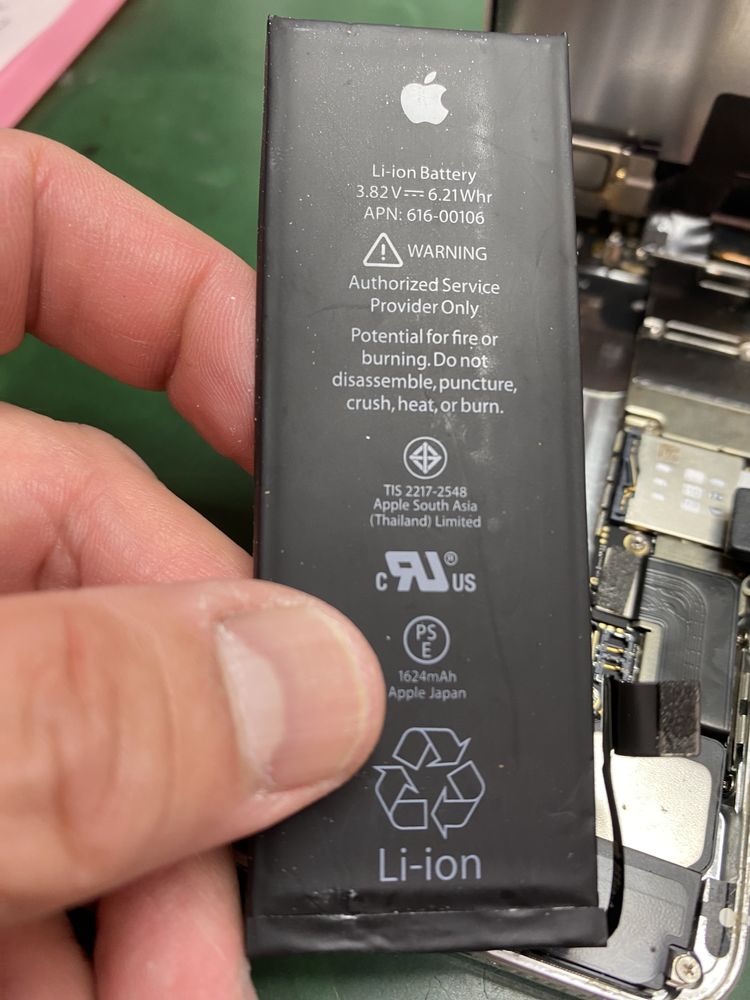 Li-ion Battery
3.82 V ⎓ 6.21Whr
APN: 616-00106
WARNING
Authorized Service
Provider Only
Potential for fire or
burning. Do not
disassemble, puncture,
crush, heat, or burn.
TIS 2217-2548
Apple South Asia
(Thailand) Limited
C RU ® US
PS
E
1624mAh
Apple Japan
Li-ion